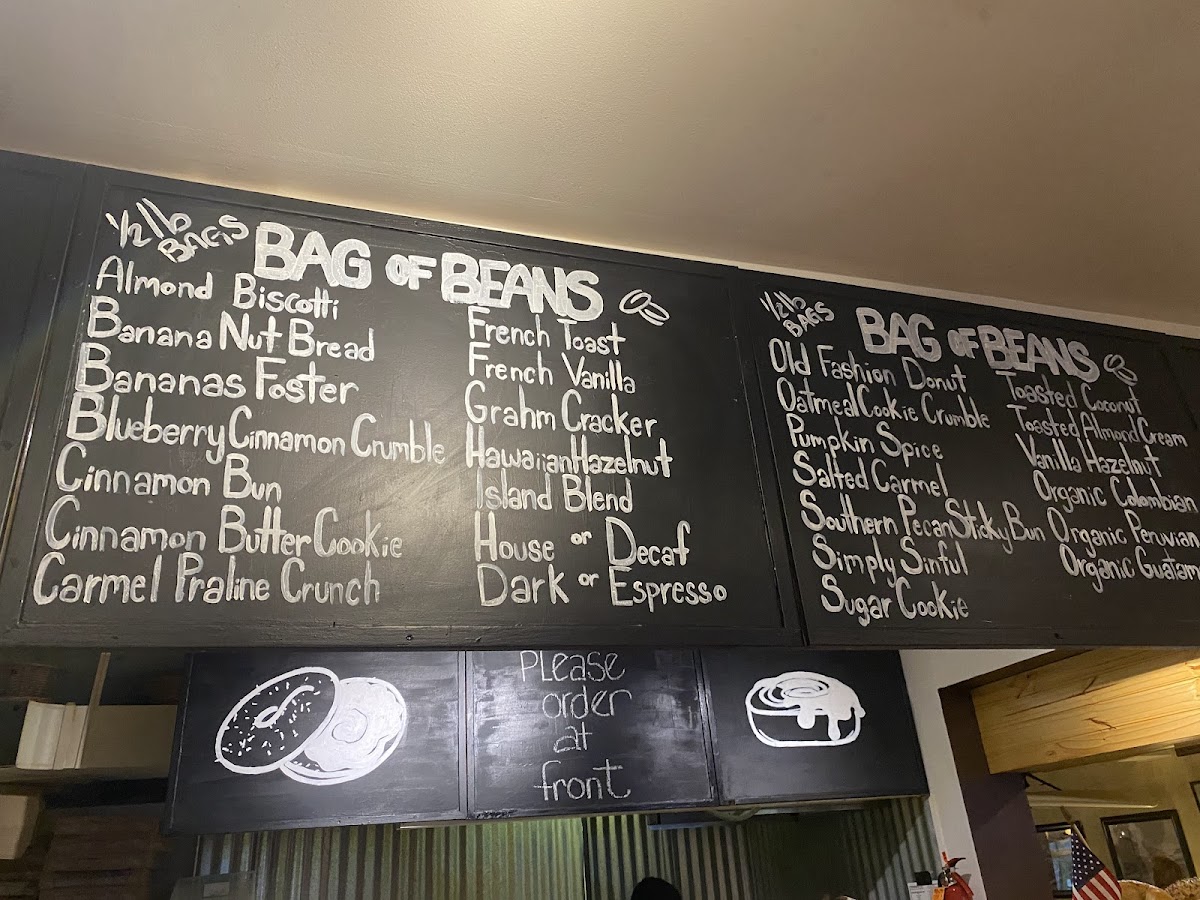 1/2 lb
BAGS
BAG OF BEANS
Almond Biscotti
Banana Nut Bread
Bananas Foster
Blueberry Cinnamon Crumble
Cinnamon Bun
Cinnamon Butter Cookie
Carmel Praline Crunch
French Toast
French Vanilla
Grahm Cracker
Hawaiian Hazelnut
Island Blend
House or Decaf
Dark or Espresso
1/2 lb
BAGS
BAG OF BEANS
Old Fashion Donut
Oatmeal Cookie Crumble
Pumpkin Spice
Salted Carmel
Southern Pecan Sticky Bun
Simply Sinful
Sugar Cookie
Toasted Coconut
Toasted Almond Cream
Vanilla Hazelnut
Organic Colombian
Organic Peruvian
Organic Guatam
Please
order
at
front